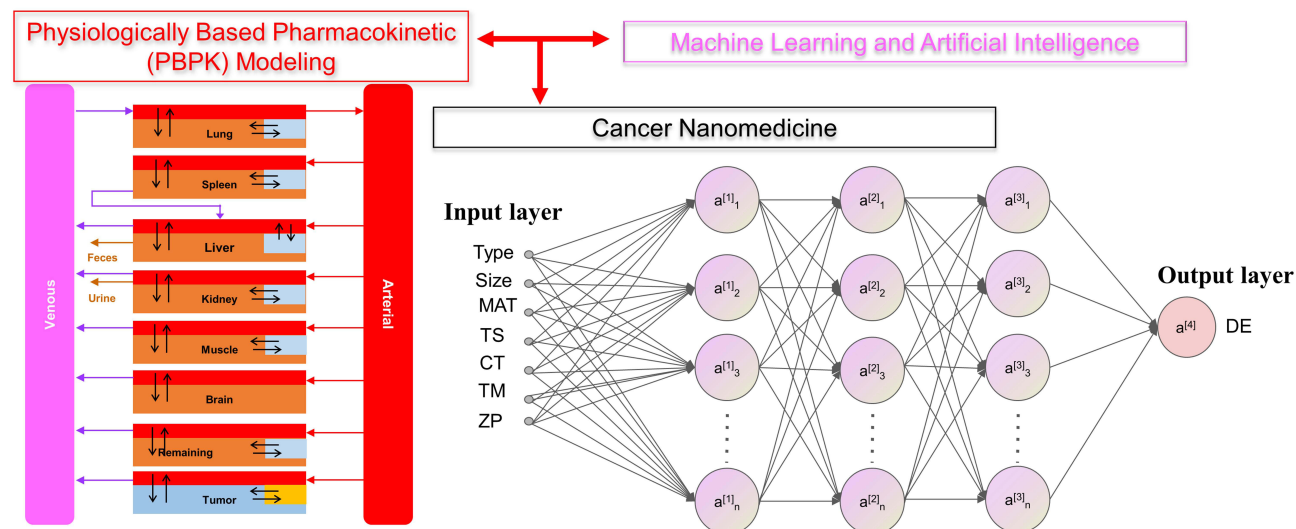 Physiologically Based Pharmacokinetic
(PBPK) Modeling
Machine Learning and Artificial Intelligence
Cancer Nanomedicine
Venous
Arterial
Lung
Spleen
Liver
Feces
Kidney
Urine
Muscle
Brain
Remaining
Tumor
Input layer
Type
Size
MAT
TS
CT
TM
ZP
a[1]1
a[1]2
a[1]3
a[1]n
a[2]1
a[2]2
a[2]3
a[2]n
a[3]1
a[3]2
a[3]3
a[3]n
Output layer
a[4]
DE